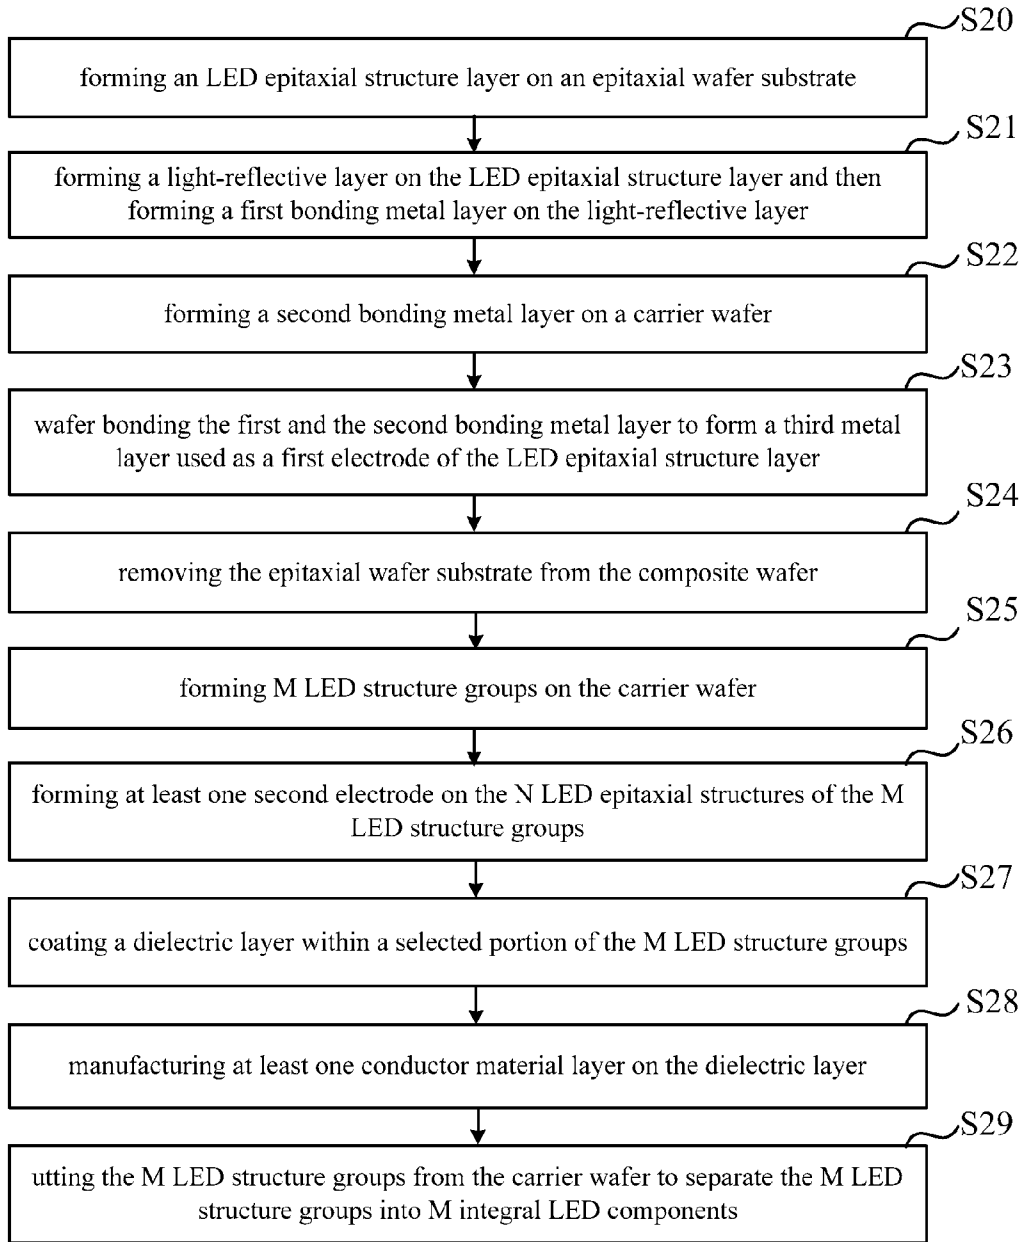 S20
forming an LED epitaxial structure layer on an epitaxial wafer substrate
S21
forming a light-reflective layer on the LED epitaxial structure layer and then
forming a first bonding metal layer on the light-reflective layer
S22
forming a second bonding metal layer on a carrier wafer
S23
wafer bonding the first and the second bonding metal layer to form a third metal
layer used as a first electrode of the LED epitaxial structure layer
S24
removing the epitaxial wafer substrate from the composite wafer
S25
forming M LED structure groups on the carrier wafer
S26
forming at least one second electrode on the N LED epitaxial structures of the M
LED structure groups
S27
coating a dielectric layer within a selected portion of the M LED structure groups
S28
manufacturing at least one conductor material layer on the dielectric layer
S29
utting the M LED structure groups from the carrier wafer to separate the M LED
structure groups into M integral LED components